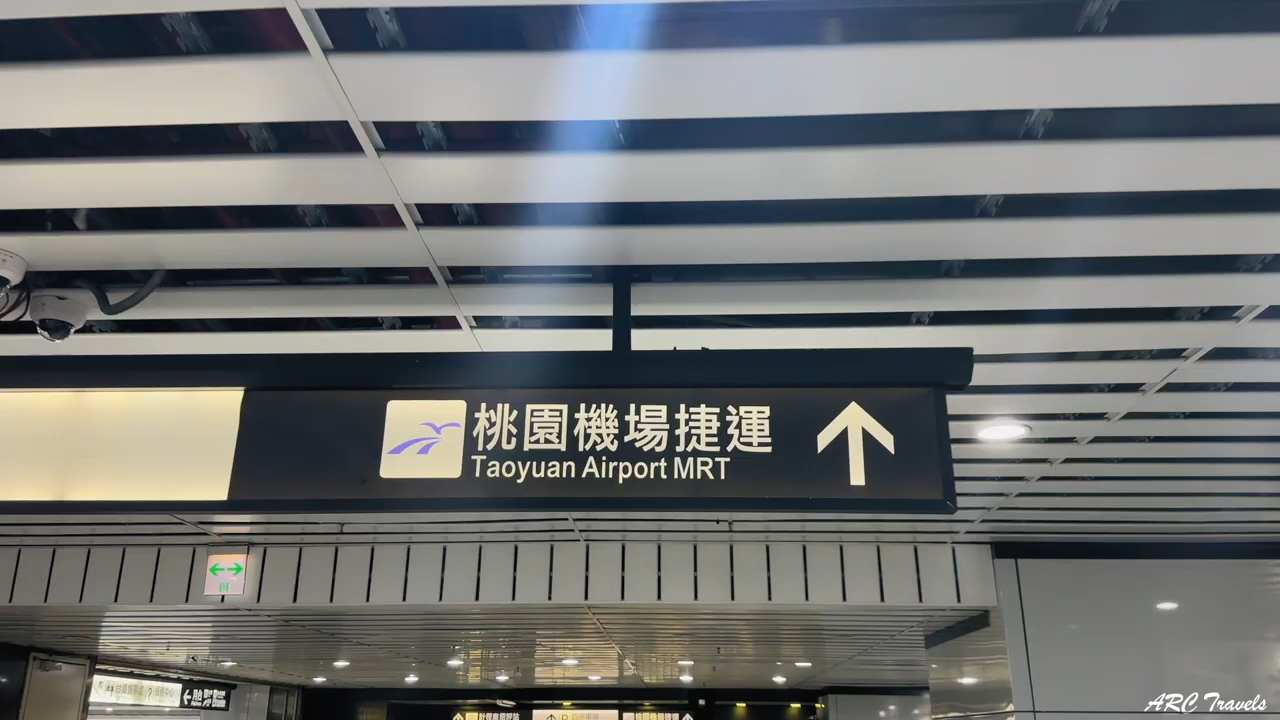 桃園機場捷運
Taoyuan Airport MRT
ARC Travels